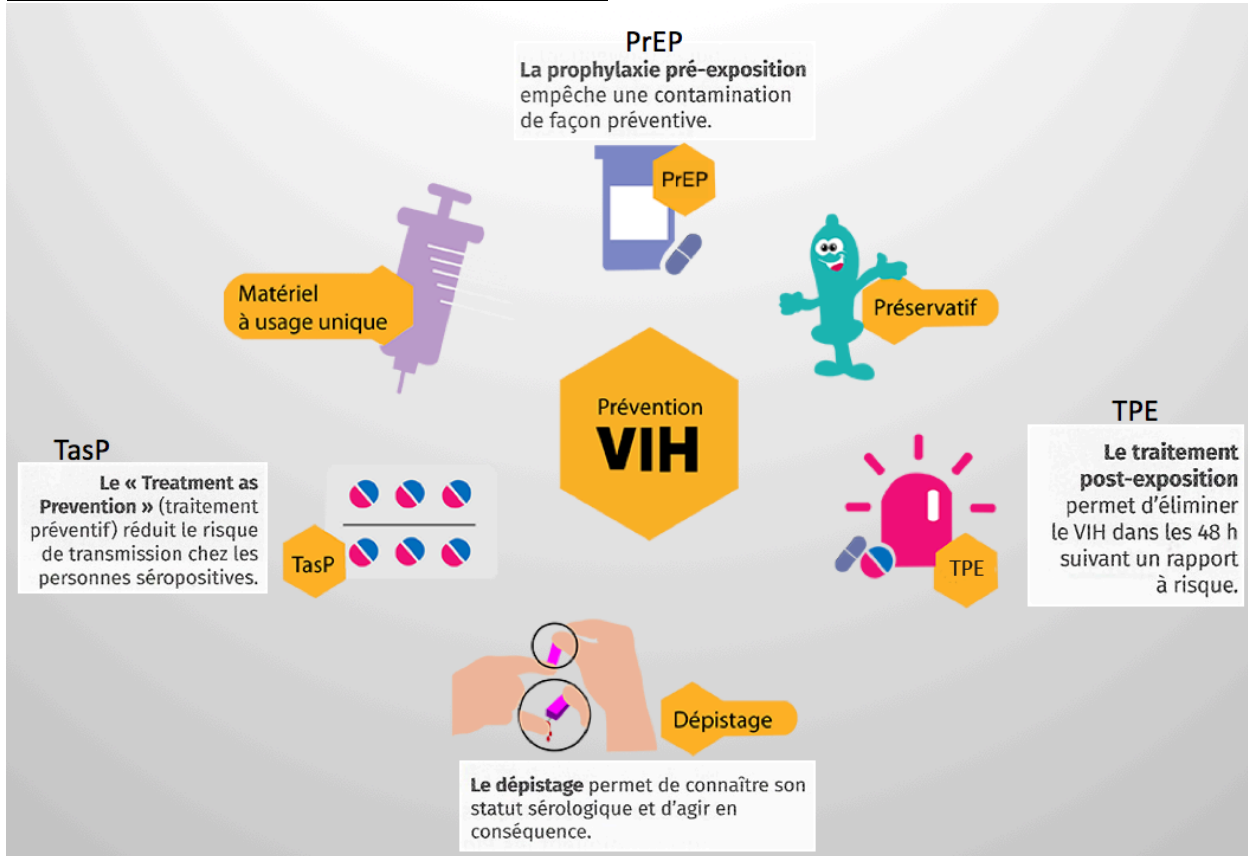 PrEP
La prophylaxie pré-exposition
empêche une contamination
de façon préventive.
PrEP
Matériel
à usage unique
Préservatif
Prévention
VIH
TasP
Le « Treatment as
Prevention » (traitement
préventif) réduit le risque
de transmission chez les
personnes séropositives.
TasP
TPE
Le traitement
post-exposition
permet d'éliminer
le VIH dans les 48 h
suivant un rapport
à risque.
TPE
Dépistage
Le dépistage permet de connaître son
statut sérologique et d'agir en
conséquence.